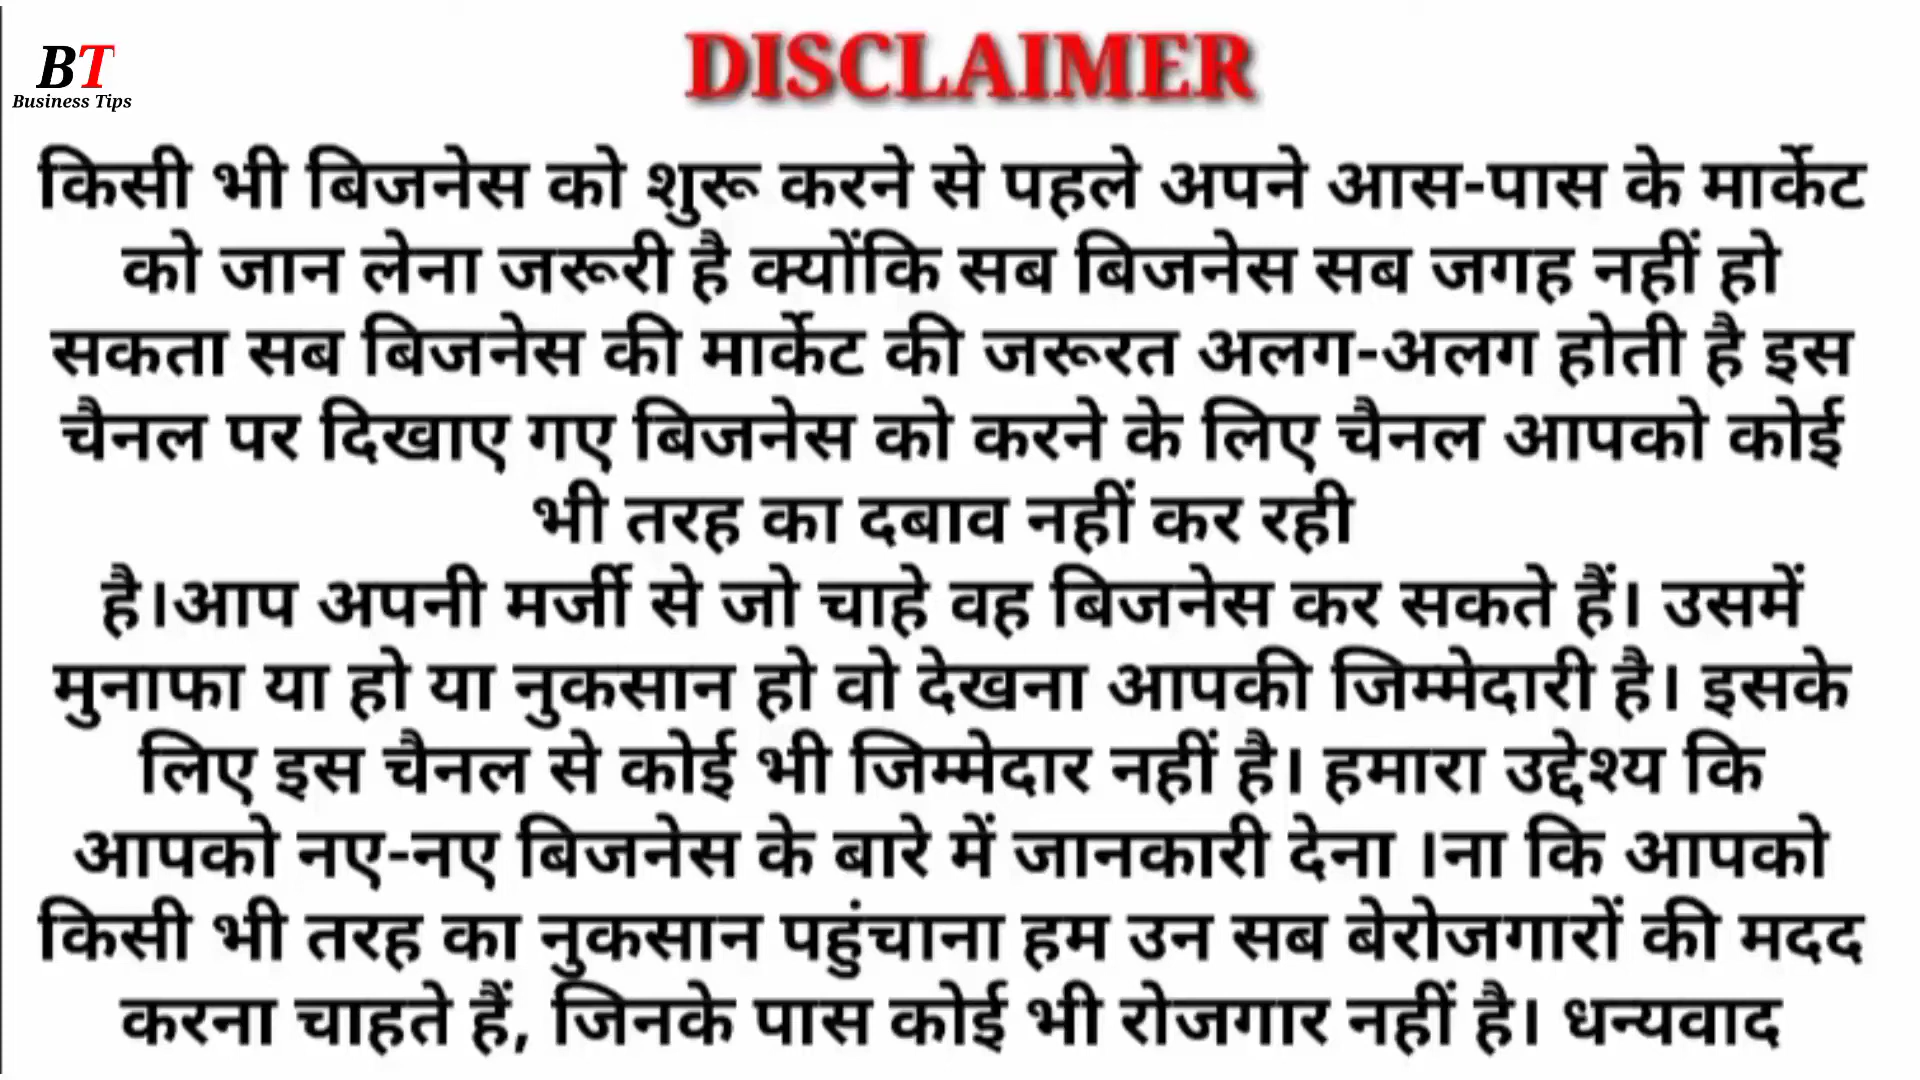 BT
Business Tips
DISCLAIMER
किसी भी बिजनेस को शुरू करने से पहले अपने आस-पास के मार्केट
को जान लेना जरूरी है क्योंकि सब बिजनेस सब जगह नहीं हो
सकता सब बिजनेस की मार्केट की जरूरत अलग-अलग होती है इस
चैनल पर दिखाए गए बिजनेस को करने के लिए चैनल आपको कोई
भी तरह का दबाव नहीं कर रही
है।आप अपनी मर्जी से जो चाहे वह बिजनेस कर सकते हैं। उसमें
मुनाफा या हो या नुकसान हो वो देखना आपकी जिम्मेदारी है। इसके
लिए इस चैनल से कोई भी जिम्मेदार नहीं है। हमारा उद्देश्य कि
आपको नए-नए बिजनेस के बारे में जानकारी देना ।ना कि आपको
किसी भी तरह का नुकसान पहुंचाना हम उन सब बेरोजगारों की मदद
करना चाहते हैं, जिनके पास कोई भी रोजगार नहीं है। धन्यवाद